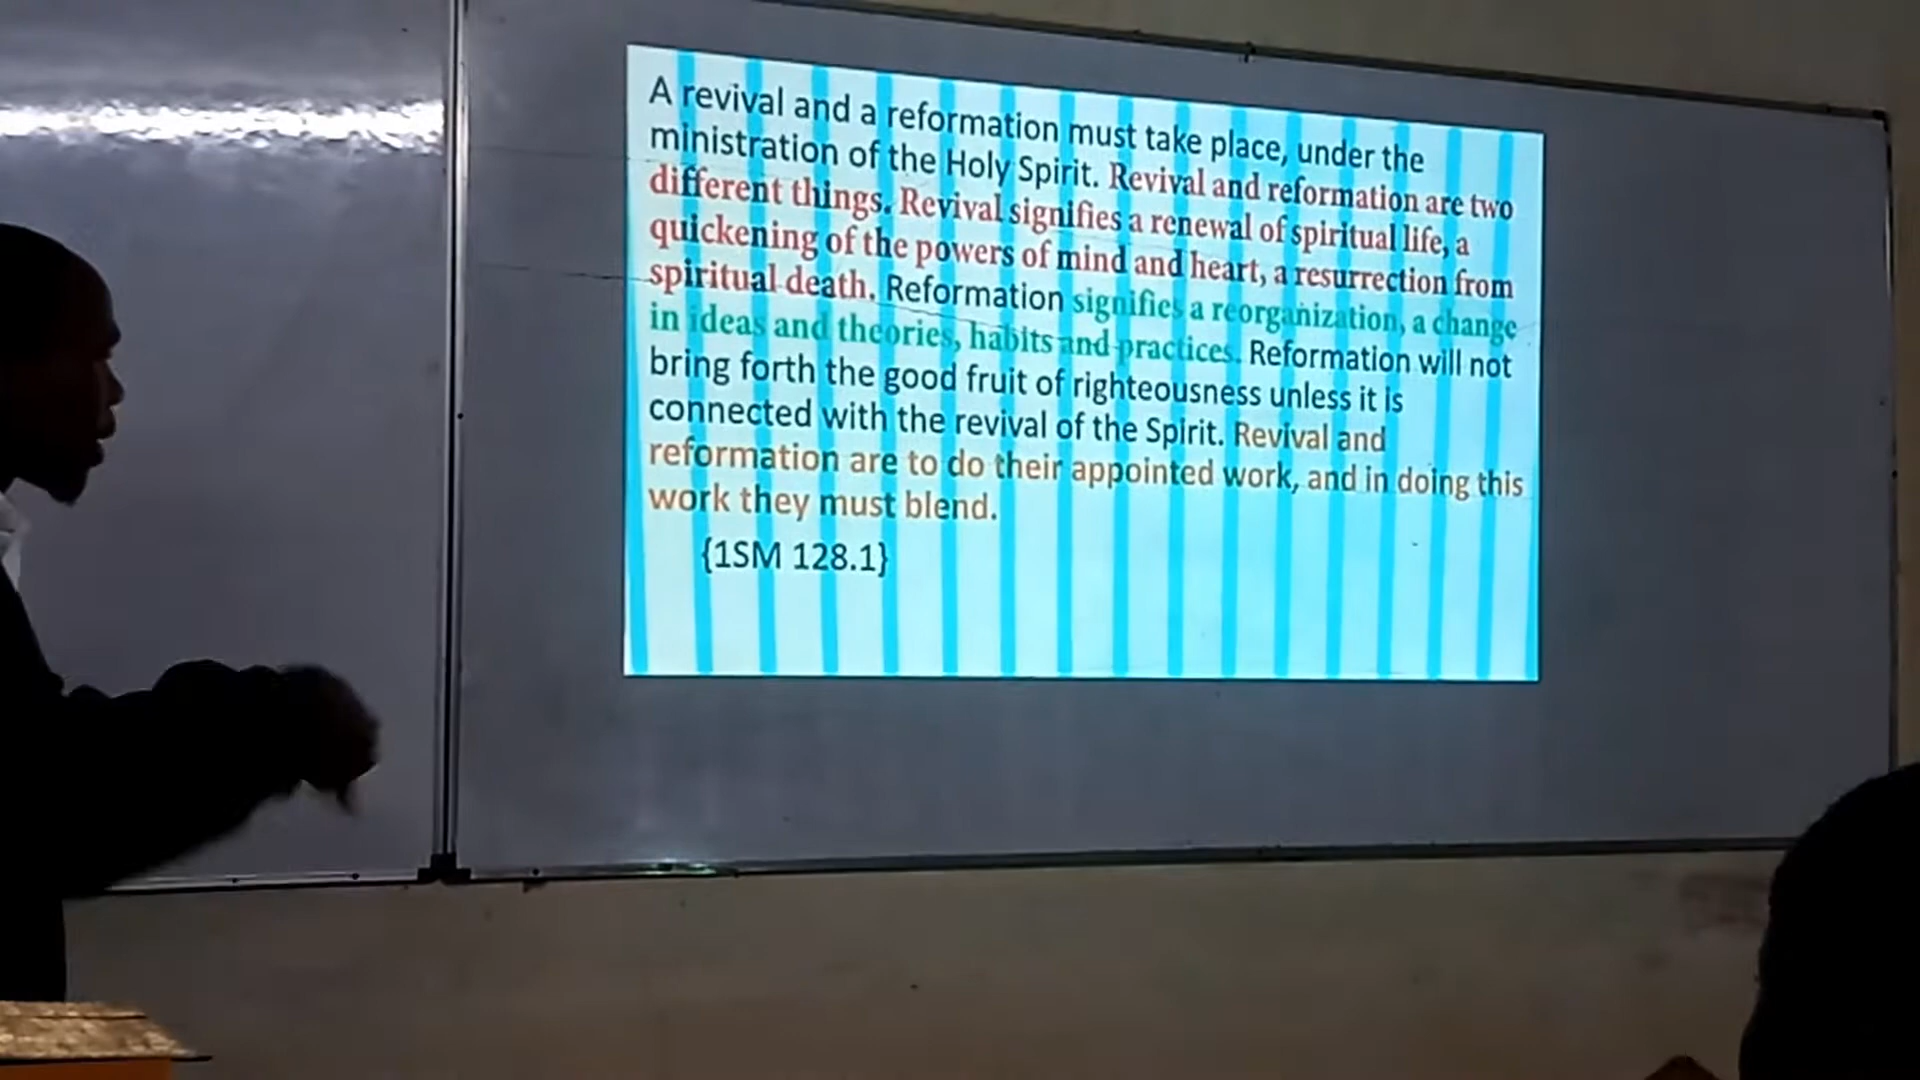 A revival and a reformation must take place, under the
ministration of the Holy Spirit. Revival and reformation are two
different things. Revival signifies a renewal of spiritual life, a
quickening of the powers of mind and heart, a resurrection from
spiritual death. Reformation signifies a reorganization, a change
in ideas and theories, habits and practices. Reformation will not
bring forth the good fruit of righteousness unless it is
connected with the revival of the Spirit. Revival and
reformation are to do their appointed work, and in doing this
work they must blend.
{1SM 128.1}